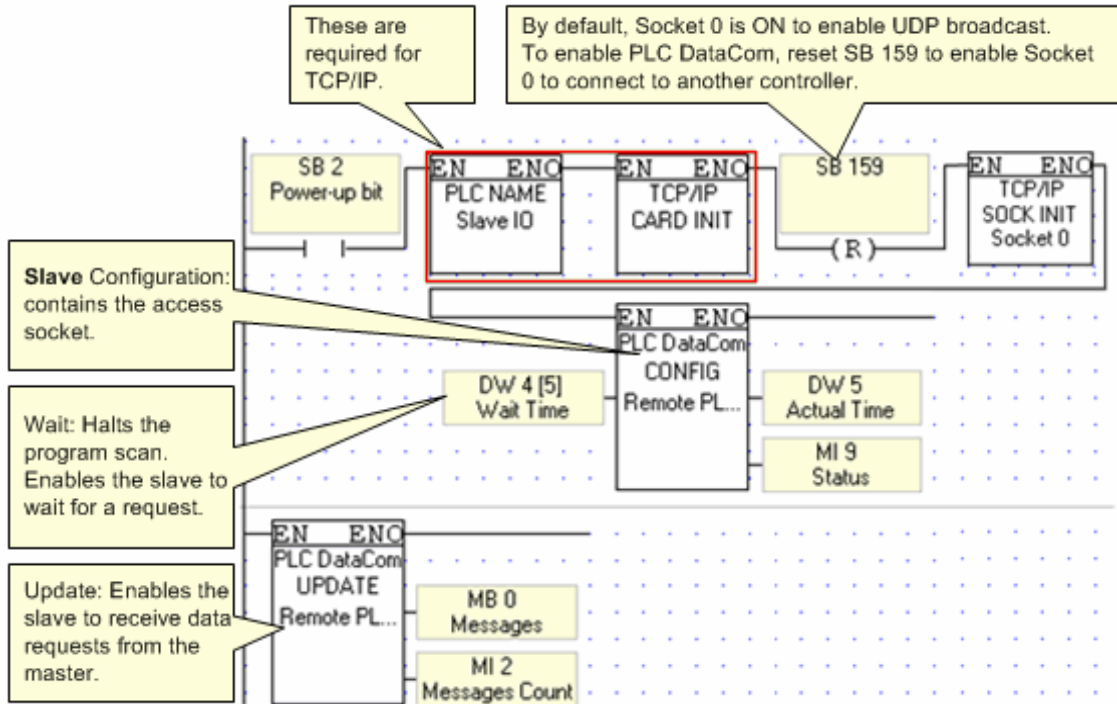 These are
required for
TCP/IP.
By default, Socket 0 is ON to enable UDP broadcast.
To enable PLC DataCom, reset SB 159 to enable Socket
0 to connect to another controller.
SB 2
Power-up bit
EN ENO
PLC NAME
Slave IO
EN ENO
TCP/IP
CARD INIT
SB 159
(R)
EN ENO
TCP/IP
SOCK INIT
Socket 0
Slave Configuration:
contains the access
socket.
EN ENO
PLC DataCom
CONFIG
Remote PL...
DW 4 [5]
Wait Time
DW 5
Actual Time
MI 9
Status
Wait: Halts the
program scan.
Enables the slave to
wait for a request.
EN ENO
PLC DataCom
UPDATE
Remote PL...
MB 0
Messages
MI 2
Messages Count
Update: Enables the
slave to receive data
requests from the
master.